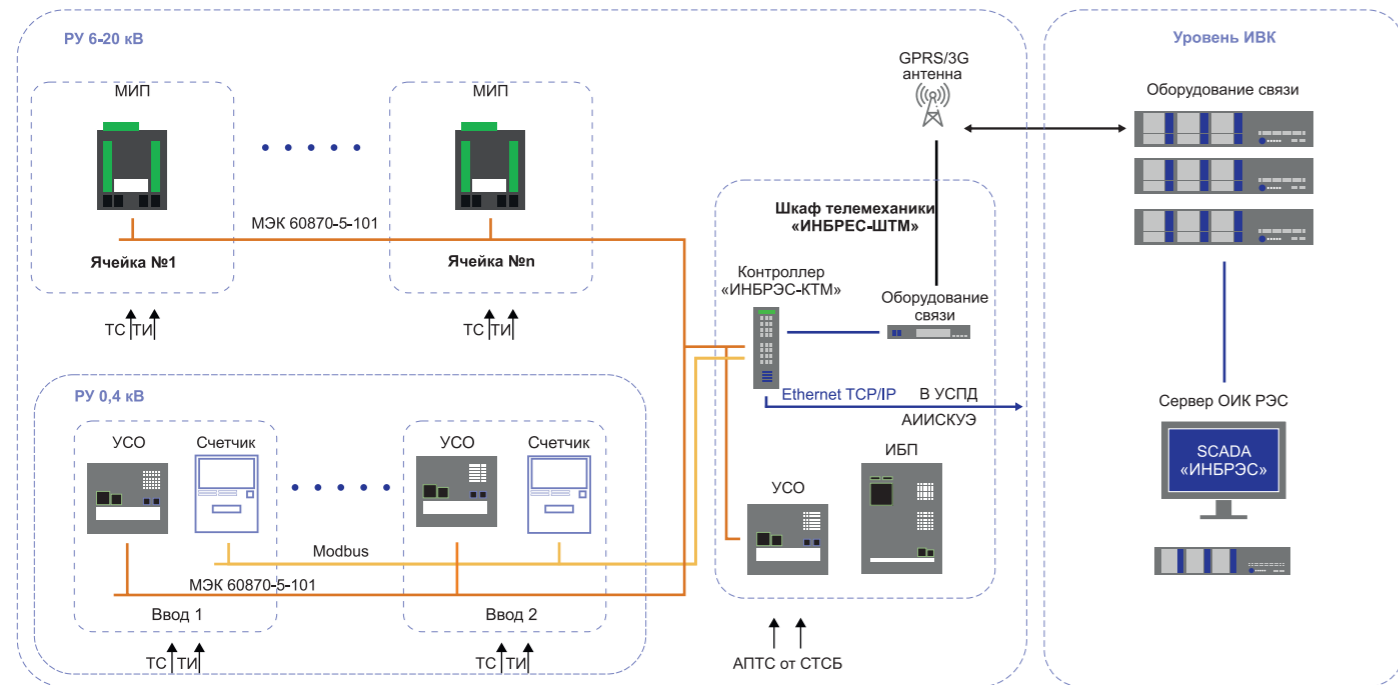 РУ 6-20 кВ
МИП
МИП
МЭК 60870-5-101
Ячейка №1
Ячейка №n
ТС ТИ
ТС ТИ
РУ 0,4 кВ
УСО
Счетчик
УСО
Счетчик
Modbus
МЭК 60870-5-101
Ввод 1
Ввод 2
ТС ТИ
ТС ТИ
GPRS/3G
антенна
Шкаф телемеханики
«ИНБРЕС-ШТМ»
Контроллер
«ИНБРЭС-КТМ»
Оборудование
связи
Ethernet TCP/IP
В УСПД
АИИСКУЭ
ИБП
УСО
АПТС от СТСБ
Уровень ИВК
Оборудование связи
Сервер ОИК РЭС
SCADA
«ИНБРЭС»